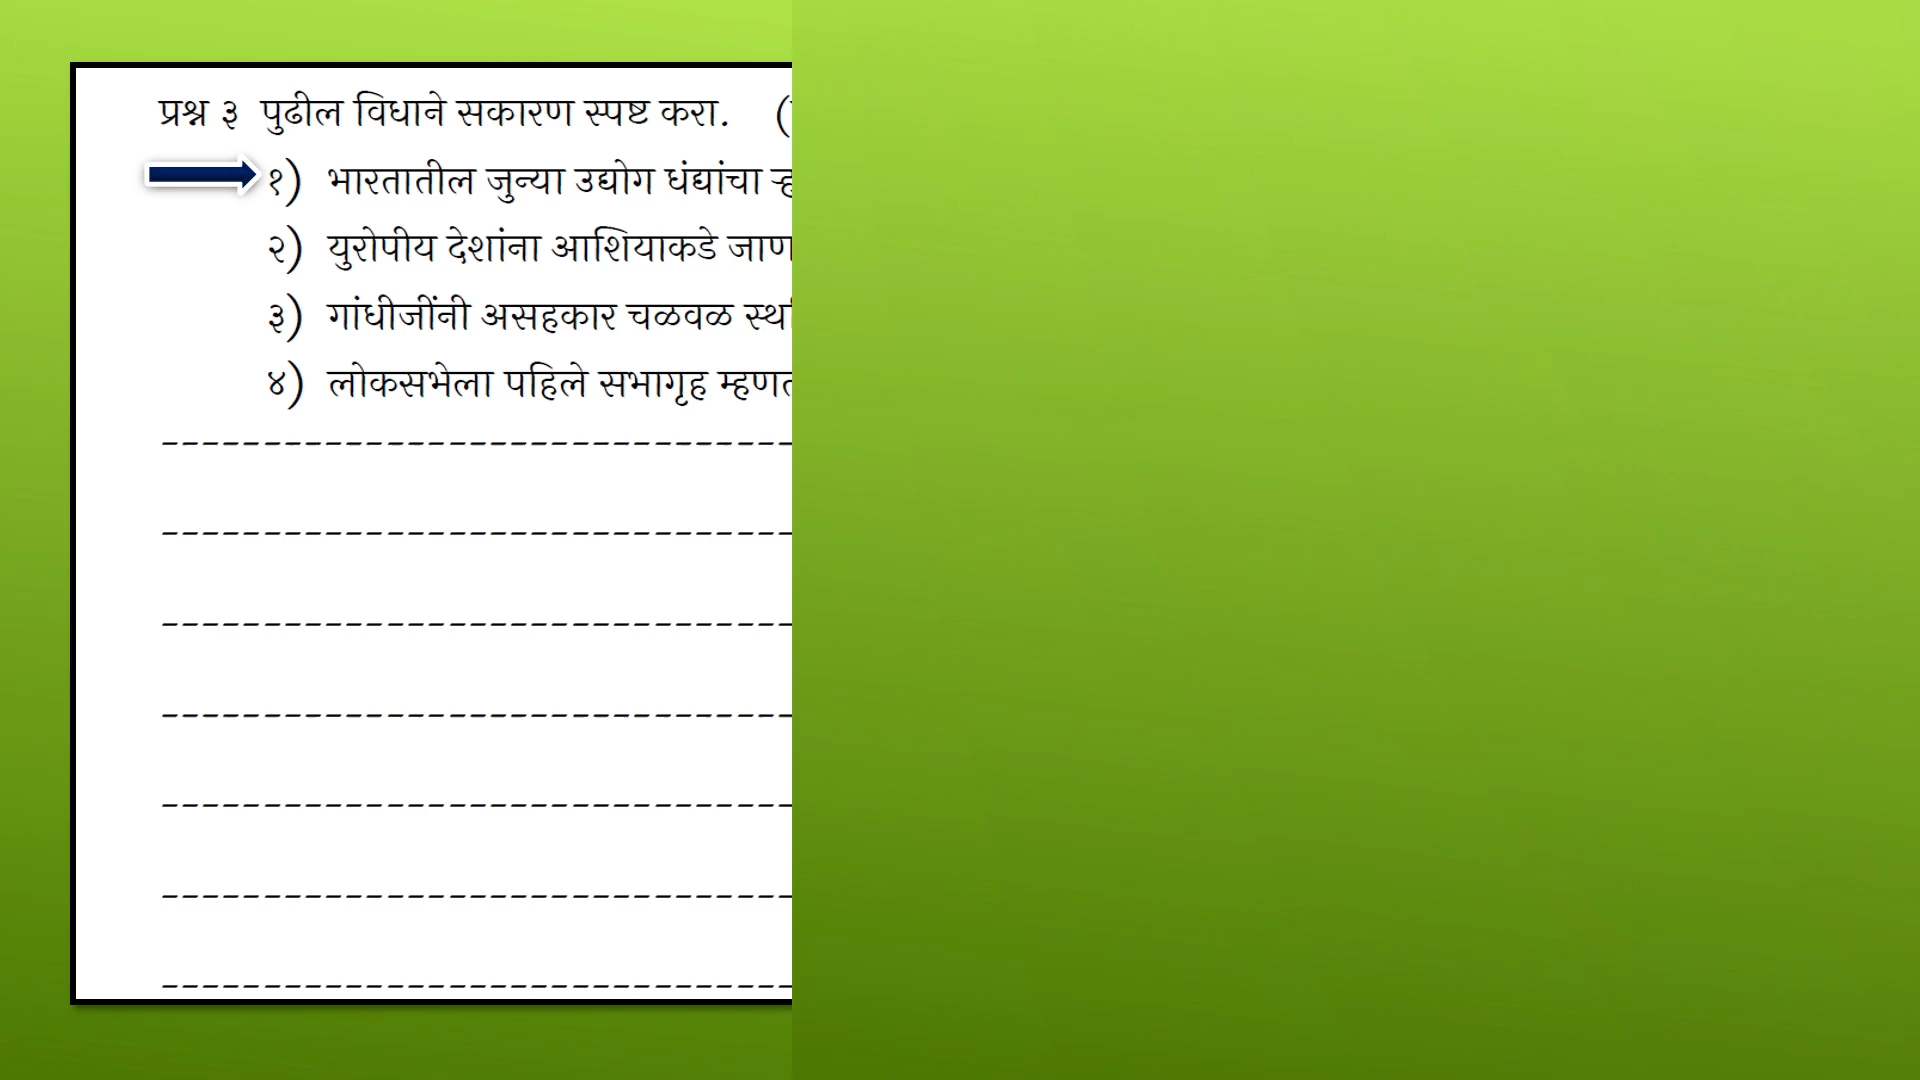 प्रश्न ३ पुढील विधाने सकारण स्पष्ट करा. (
१) भारतातील जुन्या उद्योग धंद्यांचा
२) युरोपीय देशांना आशियाकडे
३) गांधीजींनी असहकार चळवळ
४) लोकसभेला पहिले सभागृह